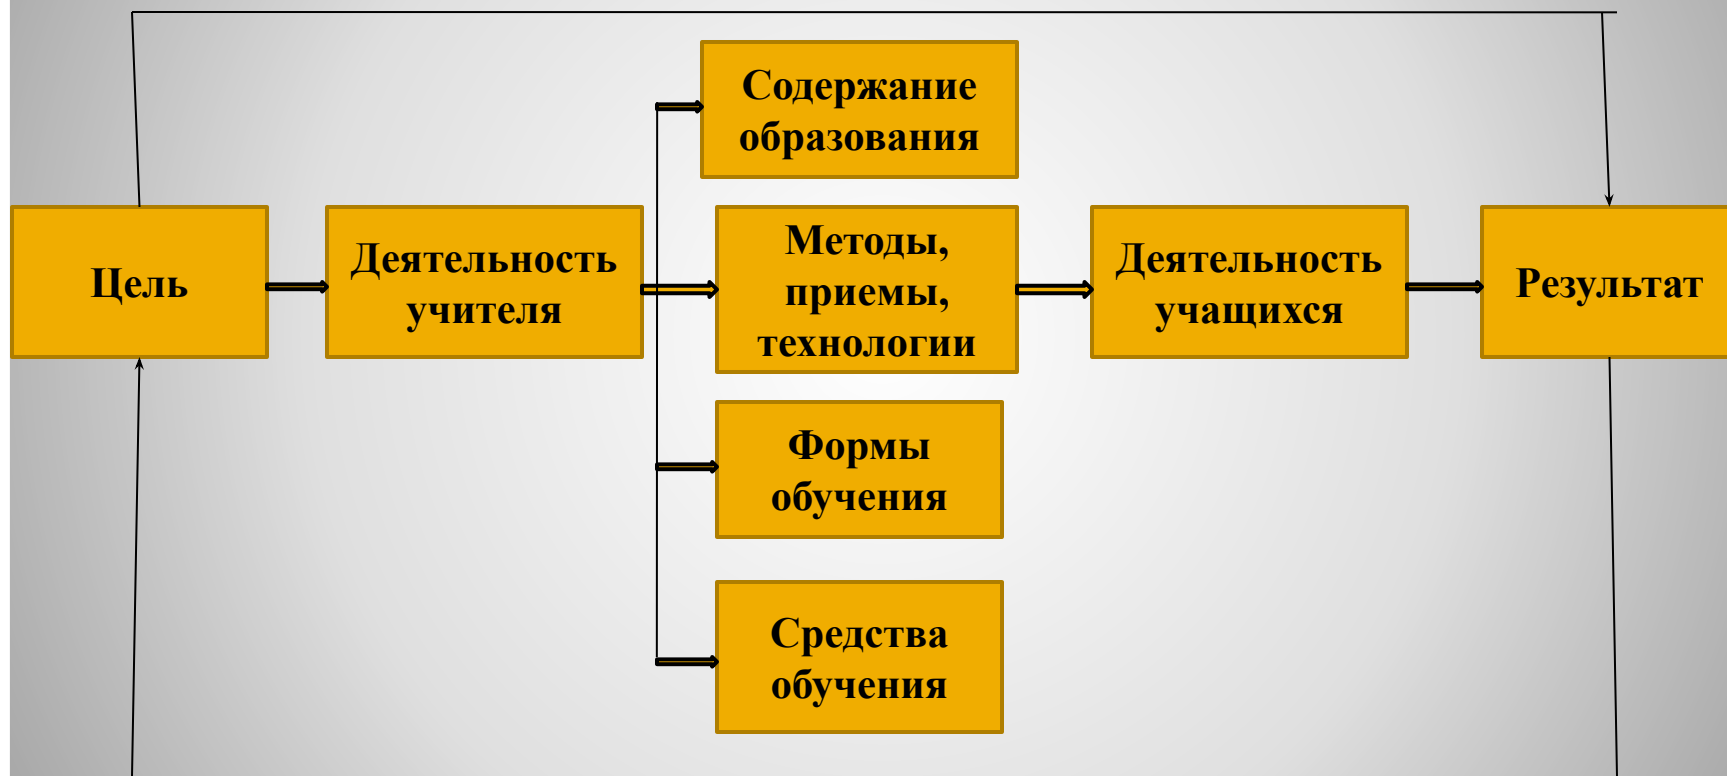 Содержание
образования
Цель
Деятельность
учителя
Методы,
приемы,
технологии
Деятельность
учащихся
Результат
Формы
обучения
Средства
обучения